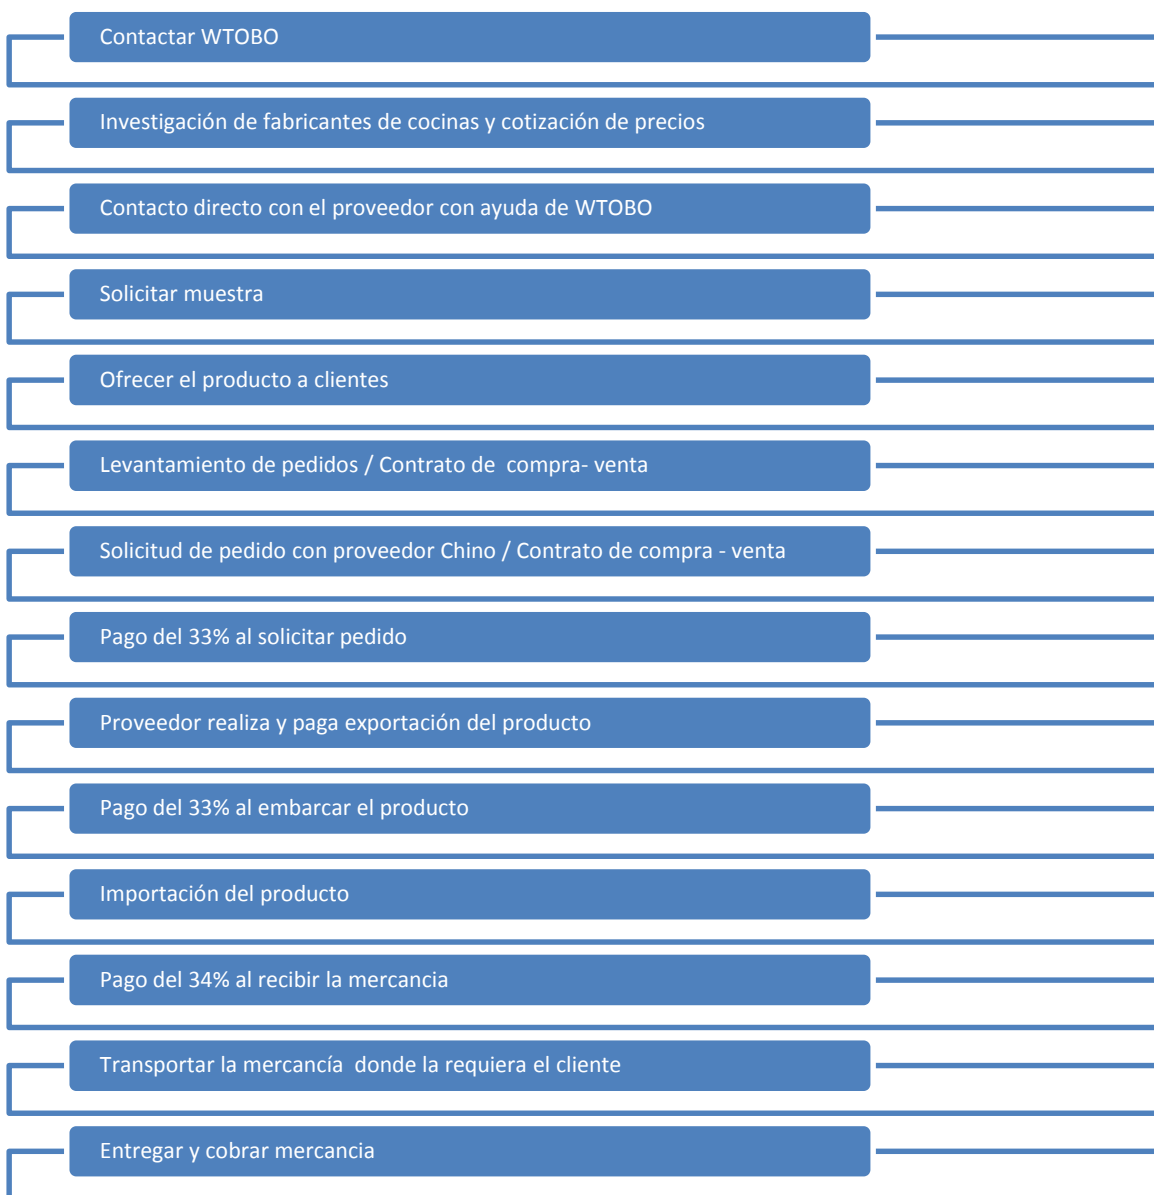 Contactar WTOBO
Investigación de fabricantes de cocinas y cotización de precios
Contacto directo con el proveedor con ayuda de WTOBO
Solicitar muestra
Ofrecer el producto a clientes
Levantamiento de pedidos / Contrato de  compra- venta
Solicitud de pedido con proveedor Chino / Contrato de compra - venta
Pago del 33% al solicitar pedido
Proveedor realiza y paga exportación del producto
Pago del 33% al embarcar el producto
Importación del producto
Pago del 34% al recibir la mercancia
Transportar la mercancía  donde la requiera el cliente
Entregar y cobrar mercancia